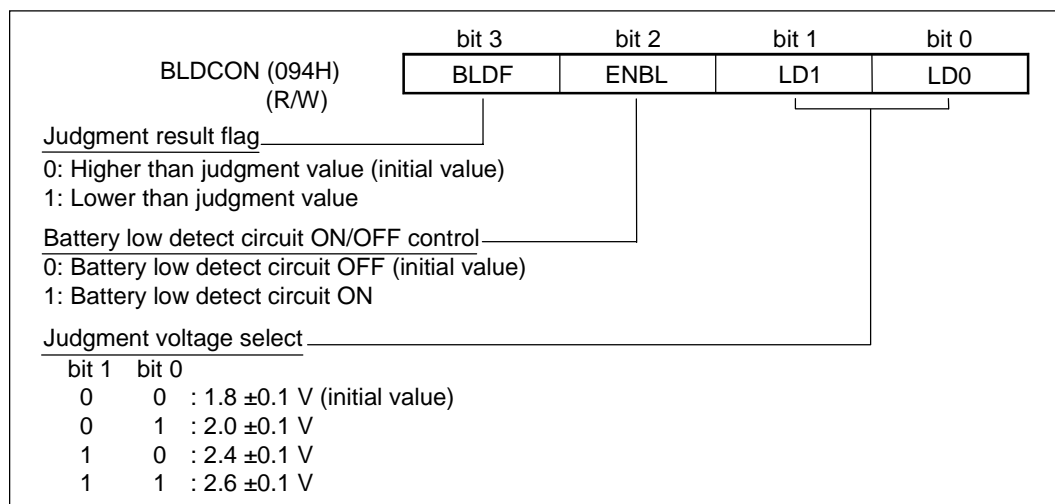 bit 3 bit 2 bit 1 bit 0
BLDCON (094H) BLDF ENBL LD1 LD0
(R/W)
Judgment result flag
0: Higher than judgment value (initial value)
1: Lower than judgment value
Battery low detect circuit ON/OFF control
0: Battery low detect circuit OFF (initial value)
1: Battery low detect circuit ON
Judgment voltage select
bit 1 bit 0
0 0 : 1.8 ±0.1 V (initial value)
0 1 : 2.0 ±0.1 V
1 0 : 2.4 ±0.1 V
1 1 : 2.6 ±0.1 V